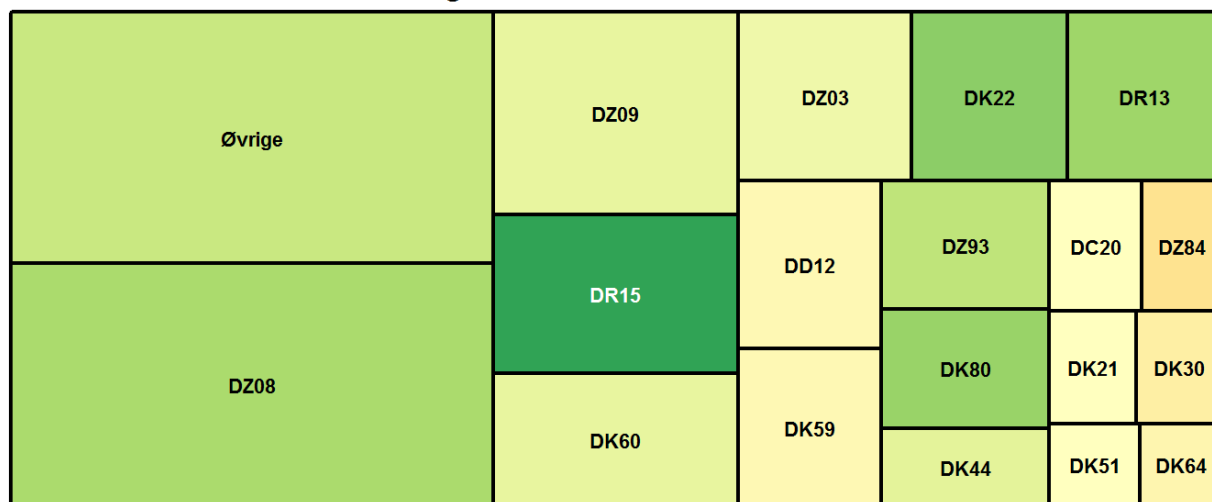 Øvrige
DZ08
DZ09
DR15
DK60
DZ03
DK22
DR13
DD12
DK59
DZ93
DK80
DK44
DC20
DZ84
DK21
DK30
DK51
DK64